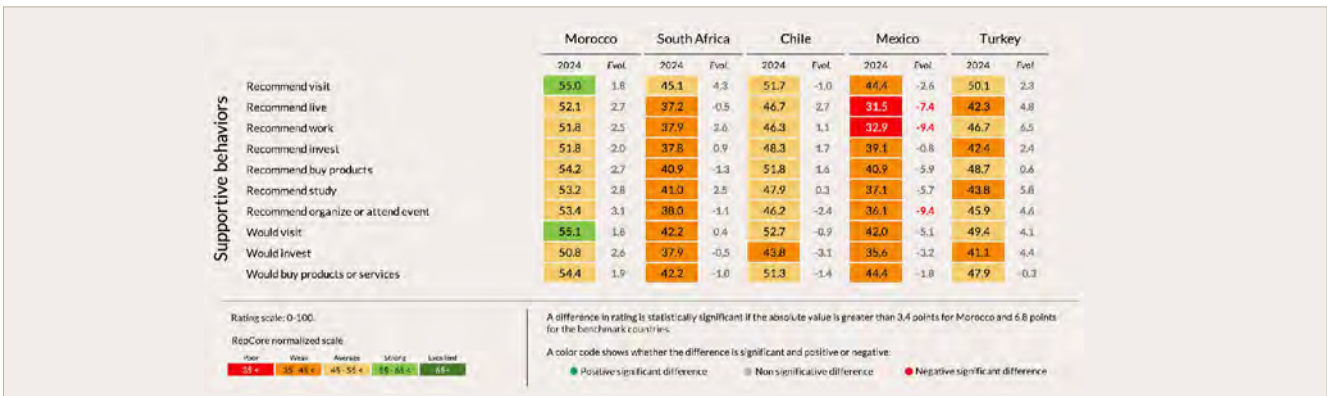 Morocco South Africa Chile Mexico Turkey
2024 Evol. 2024 Evol. 2024 Evol. 2024 Evol. 2024 Evol.
Supportive behaviors
Recommend visit 55.0 1.8 45.1 4.3 51.7 -1.0 44.4 -2.6 50.1 2.3
Recommend live 52.1 2.7 37.2 -0.5 46.7 2.7 31.5 -7.4 42.3 4.8
Recommend work 51.8 2.5 37.9 2.6 46.3 1.1 32.9 -9.4 46.7 6.5
Recommend invest 51.8 2.0 37.8 0.9 48.3 1.7 39.1 -0.8 42.4 2.4
Recommend buy products 54.2 2.7 40.9 -1.3 51.8 1.6 40.9 -5.9 48.7 0.6
Recommend study 53.2 2.8 41.0 2.5 47.9 0.3 37.1 -5.7 43.8 5.8
Recommend organize or attend event 53.4 3.1 38.0 -1.1 46.2 -2.4 36.1 -9.4 45.9 4.6
Would visit 55.1 1.8 42.2 0.4 52.7 -0.9 42.0 -5.1 49.4 4.1
Would invest 50.8 2.6 37.9 -0.5 43.8 -3.1 35.6 -3.2 41.1 4.4
Would buy products or services 54.4 1.9 42.2 -1.0 51.3 -1.4 44.4 -1.8 47.9 -0.3
Rating scale: 0-100.
RepCore normalized scale
Poor Weak Average Strong Excellent
35 < 35-45 < 45-55 < 55-65 < 65+
A difference in rating is statistically significant if the absolute value is greater than 3.4 points for Morocco and 6.8 points
for the benchmark countries.
A color code shows whether the difference is significant and positive or negative:
Positive significant difference Non significative difference Negative significant difference